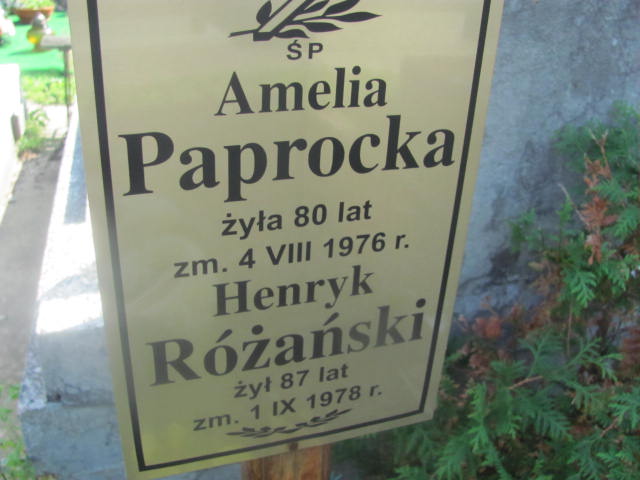 ŚP
Amelia
Paprocka
żyła 80 lat
zm. 4 VIII 1976 r.
Henryk
Różański
żył 87 lat
zm. 1 IX 1978 r.